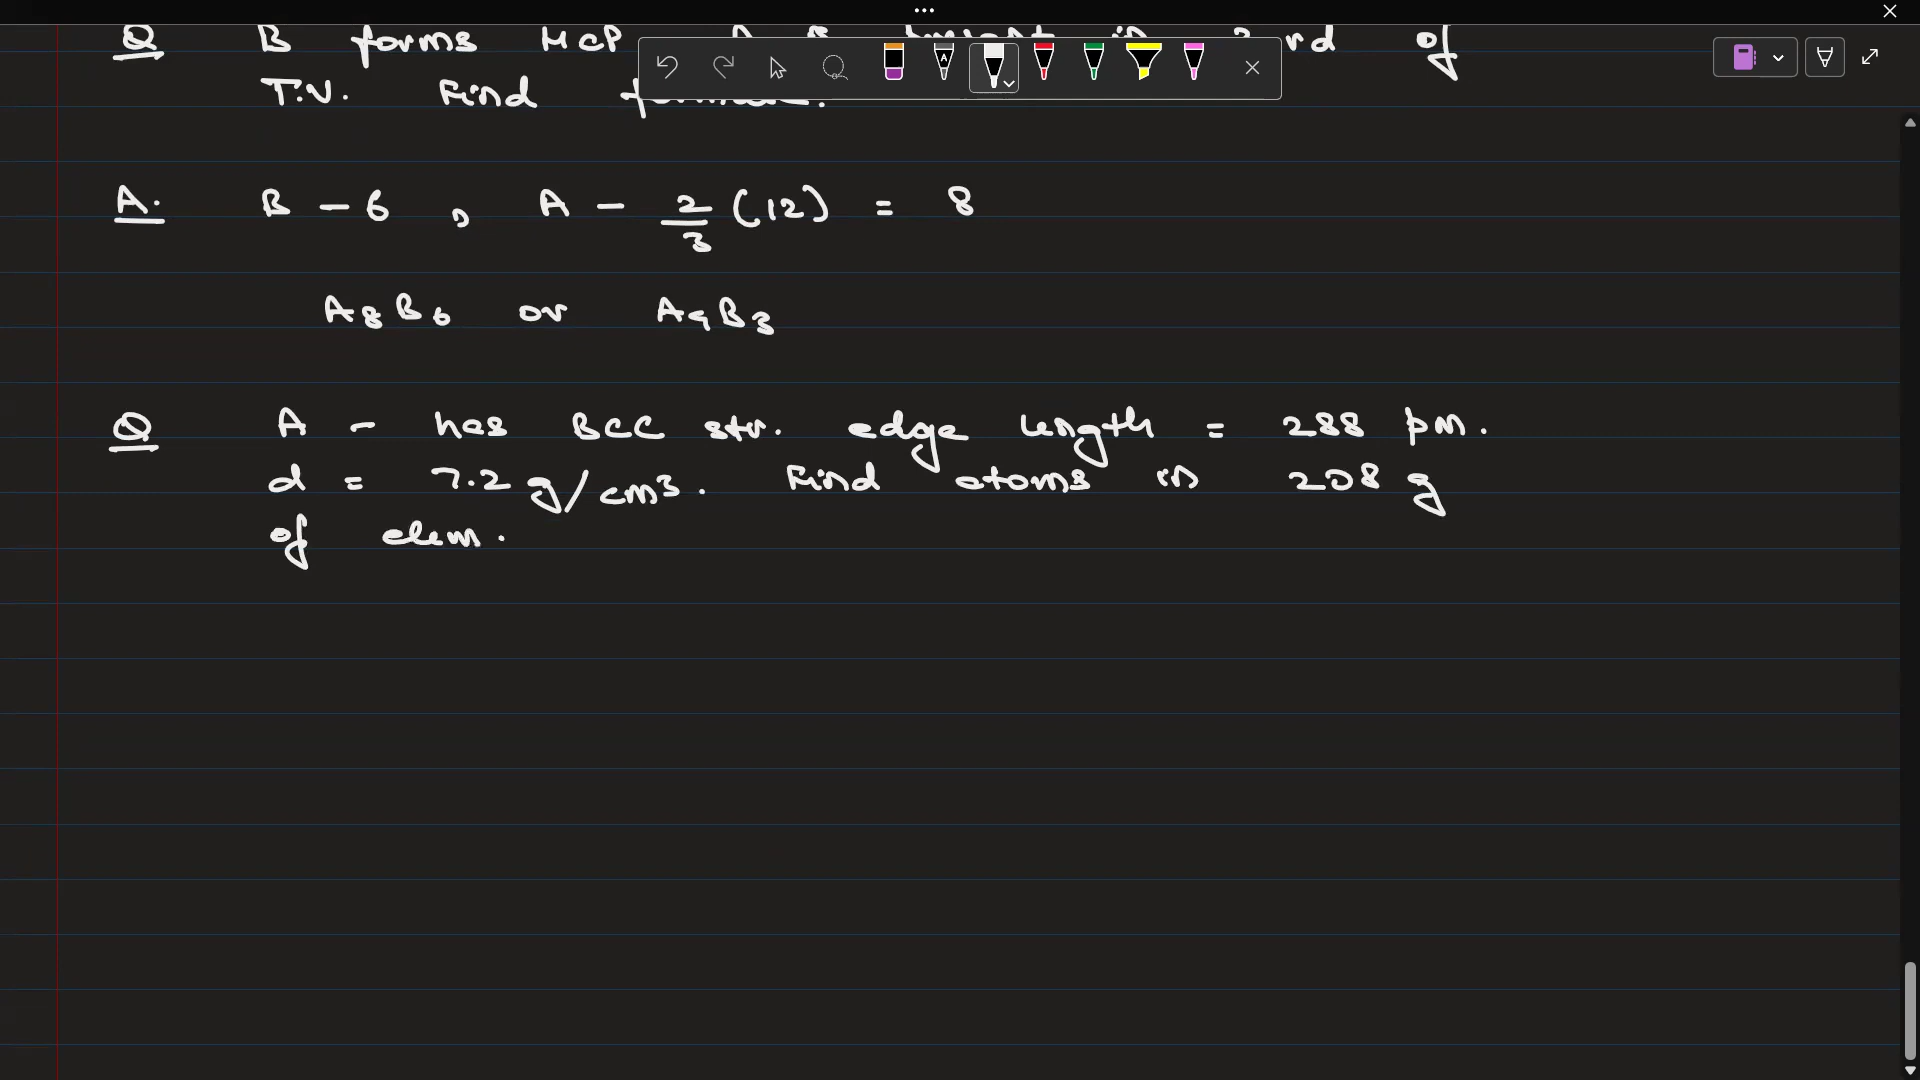 Q B forms HCP
T.V. Find
A. B - 6 , A - 2/3 (12) = 8
A8B6 or A4B3
Q A - has BCC str. edge length = 288 pm.
d = 7.2 g/cm3. Find atoms in 208 g
of elem.